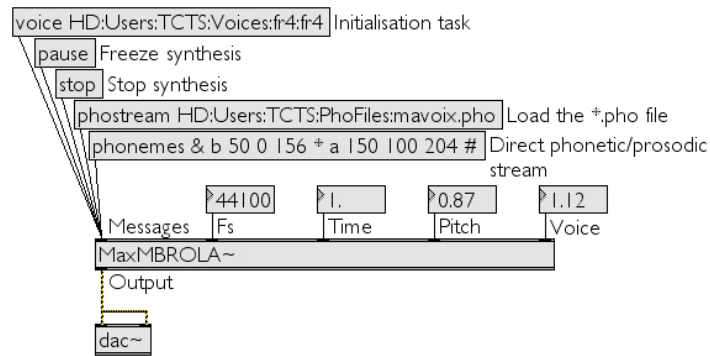 voice HD:Users:TCTS:Voices:fr4:fr4 Initialisation task
pause Freeze synthesis
stop Stop synthesis
phostream HD:Users:TCTS:PhoFiles:mavoix.pho Load the *.pho file
phonemes & b 50 0 156 * a 150 100 204 # Direct phonetic/prosodic
stream
44100 1. 0.87 1.12
Messages Fs Time Pitch Voice
MaxMBROLA~
Output
dac~